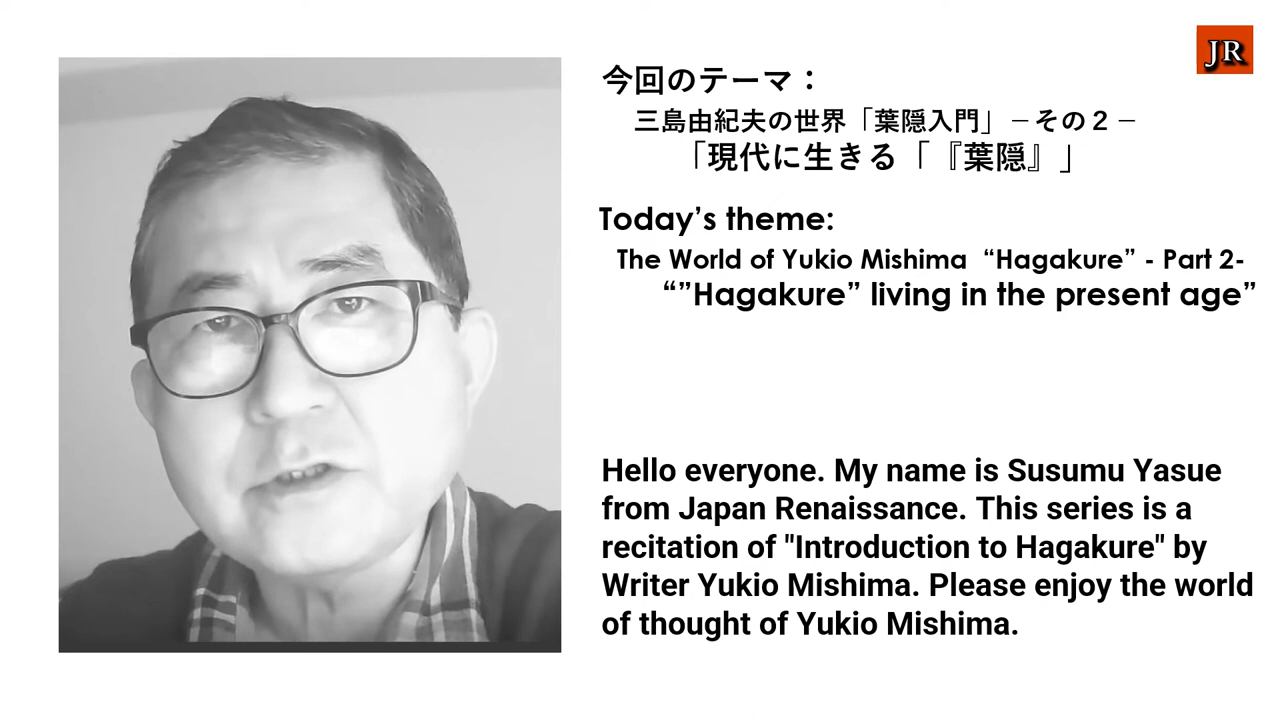 JR
今回のテーマ：
三島由紀夫の世界「葉隠入門」－その２－
「現代に生きる「『葉隠』」
Today’s theme:
The World of Yukio Mishima “Hagakure” - Part 2-
“”Hagakure” living in the present age”
Hello everyone. My name is Susumu Yasue
from Japan Renaissance. This series is a
recitation of "Introduction to Hagakure" by
Writer Yukio Mishima. Please enjoy the world
of thought of Yukio Mishima.